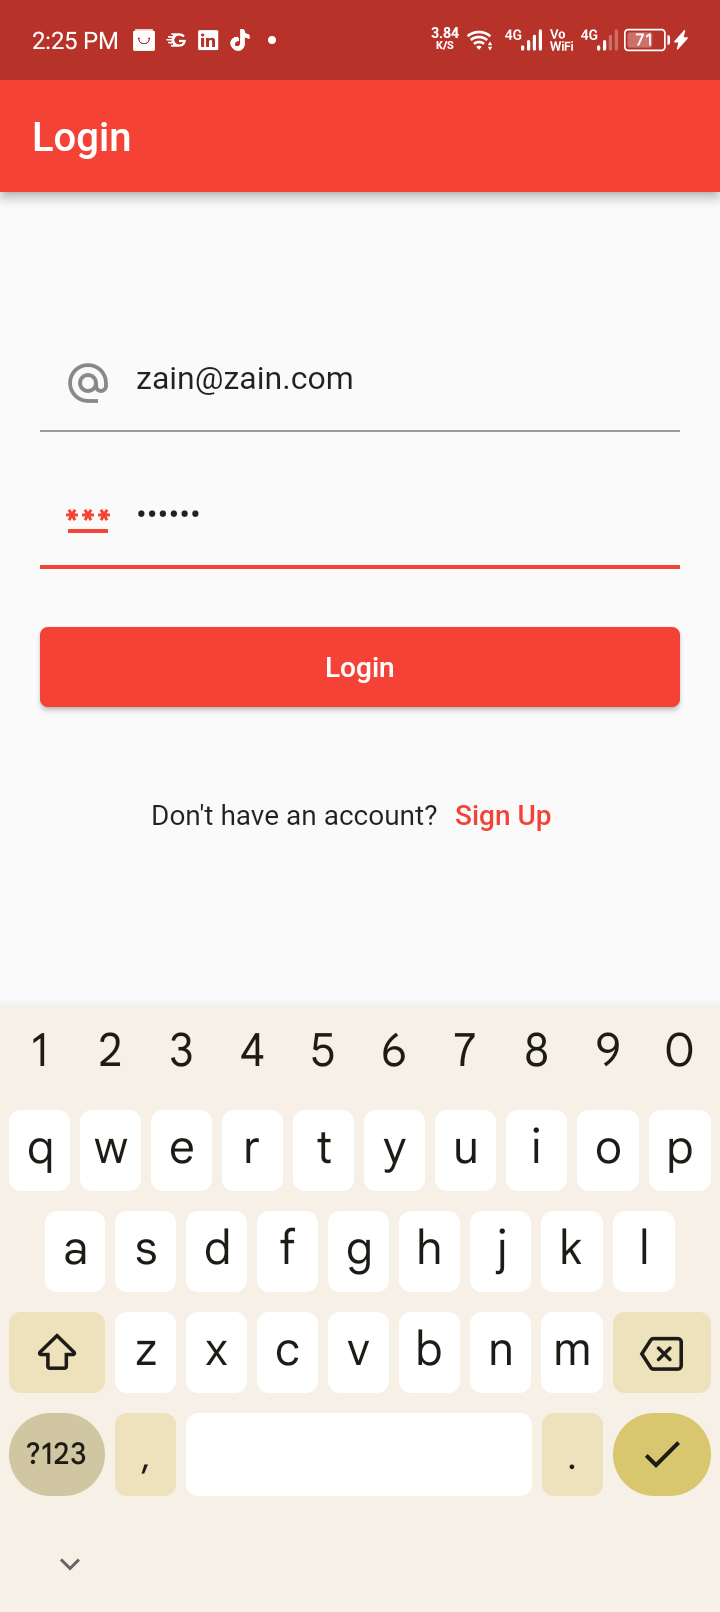 2:25 PM 3.84 K/S 4G Vo WiFi 4G 71
Login
zain@zain.com
*** ••••••
Login
Don't have an account? Sign Up
1 2 3 4 5 6 7 8 9 0
q w e r t y u i o p
a s d f g h j k l
z x c v b n m
?123 , .